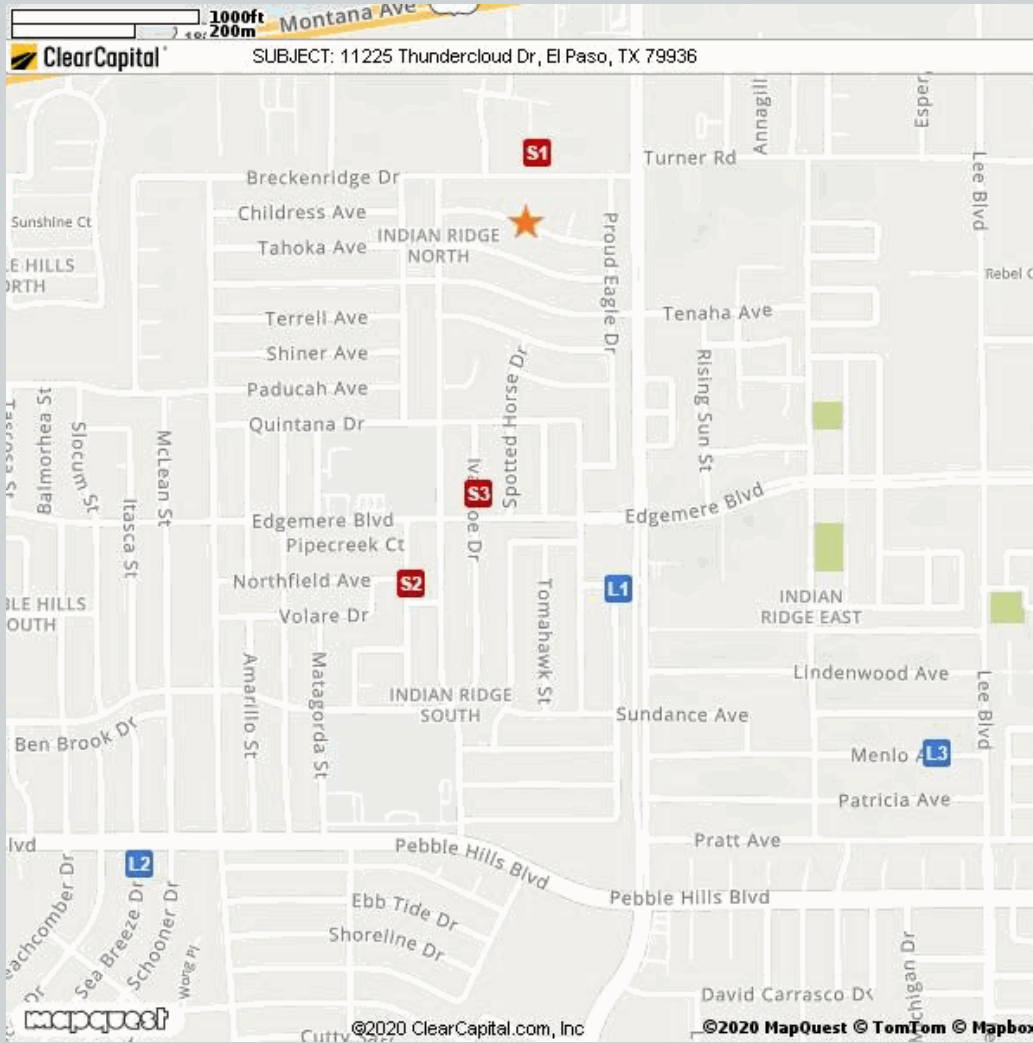 1000ft
Montana Ave
200m
ClearCapital
SUBJECT: 11225 Thundercloud Dr, El Paso, TX 79936
S1
Turner Rd
Breckenridge Dr
Lee Blvd
Sunshine Ct
Childress Ave
INDIAN RIDGE
NORTH
Tahoka Ave
Proud Eagle Dr
Tenaha Ave
Terrell Ave
Shiner Ave
Paducah Ave
Quintana Dr
Spotted Horse Dr
Rising Sun St
Balmorhea St
Slocum St
Itasca St
McLean St
S3
Edgemere Blvd
Edgemere Blvd
Pipecreek Ct
Northfield Ave
S2
L1
Volare Dr
Tomahawk St
INDIAN
RIDGE EAST
Amarillo St
Matagorda St
INDIAN RIDGE
SOUTH
Lindenwood Ave
Lee Blvd
Sundance Ave
Ben Brook Dr
Menlo
L3
Patricia Ave
Pratt Ave
Pebble Hills Blvd
L2
Pebble Hills Blvd
Ebb Tide Dr
Shoreline Dr
Sea Breeze Dr
Schooner Dr
Wong Pl
David Carrasco
mapquest
©2020 ClearCapital.com, Inc
©2020 MapQuest © TomTom © Mapbox